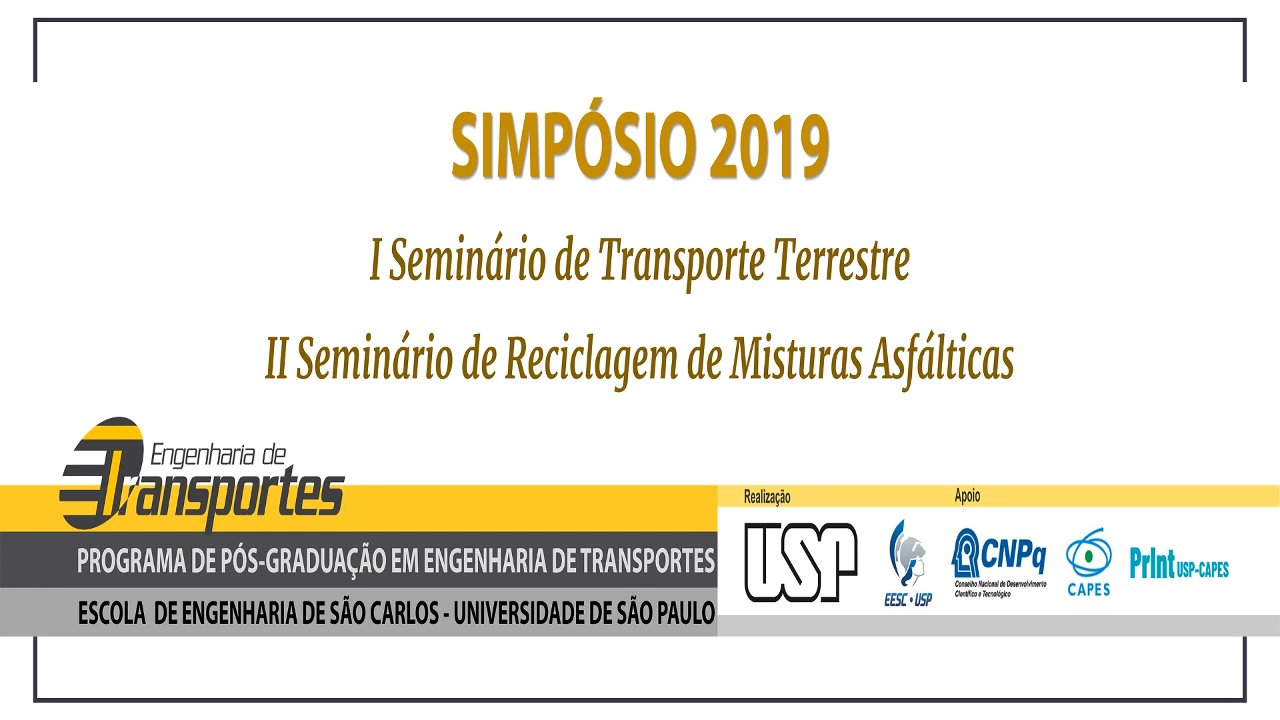 SIMPÓSIO 2019
I Seminário de Transporte Terrestre
II Seminário de Reciclagem de Misturas Asfálticas
Engenharia de
Transportes
PROGRAMA DE PÓS-GRADUAÇÃO EM ENGENHARIA DE TRANSPORTES
ESCOLA DE ENGENHARIA DE SÃO CARLOS - UNIVERSIDADE DE SÃO PAULO
Realização
Apoio
USP
EESC • USP
CNPq
Conselho Nacional de Desenvolvimento
Científico e Tecnológico
CAPES
PrInt USP-CAPES